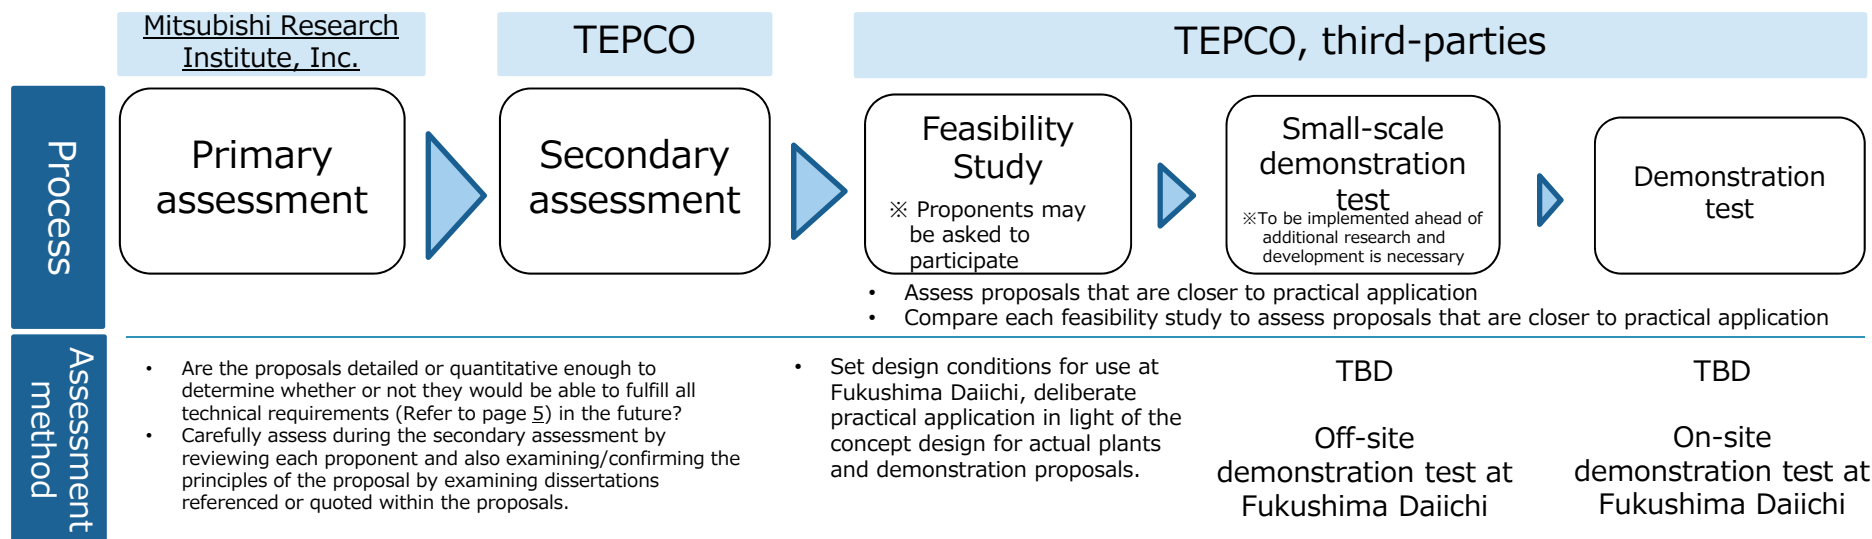 Mitsubishi Research
Institute, Inc.
TEPCO
TEPCO, third-parties
Process
Primary
assessment
Secondary
assessment
Feasibility
Study
※ Proponents may
be asked to
participate
Small-scale
demonstration
test
※To be implemented ahead of
additional research and
development is necessary
Demonstration
test
• Assess proposals that are closer to practical application
• Compare each feasibility study to assess proposals that are closer to practical application
Assessment
method
• Are the proposals detailed or quantitative enough to
determine whether or not they would be able to fulfill all
technical requirements (Refer to page 5) in the future?
• Carefully assess during the secondary assessment by
reviewing each proponent and also examining/confirming the
principles of the proposal by examining dissertations
referenced or quoted within the proposals.
• Set design conditions for use at
Fukushima Daiichi, deliberate
practical application in light of the
concept design for actual plants
and demonstration proposals.
TBD
Off-site
demonstration test at
Fukushima Daiichi
TBD
On-site
demonstration test at
Fukushima Daiichi